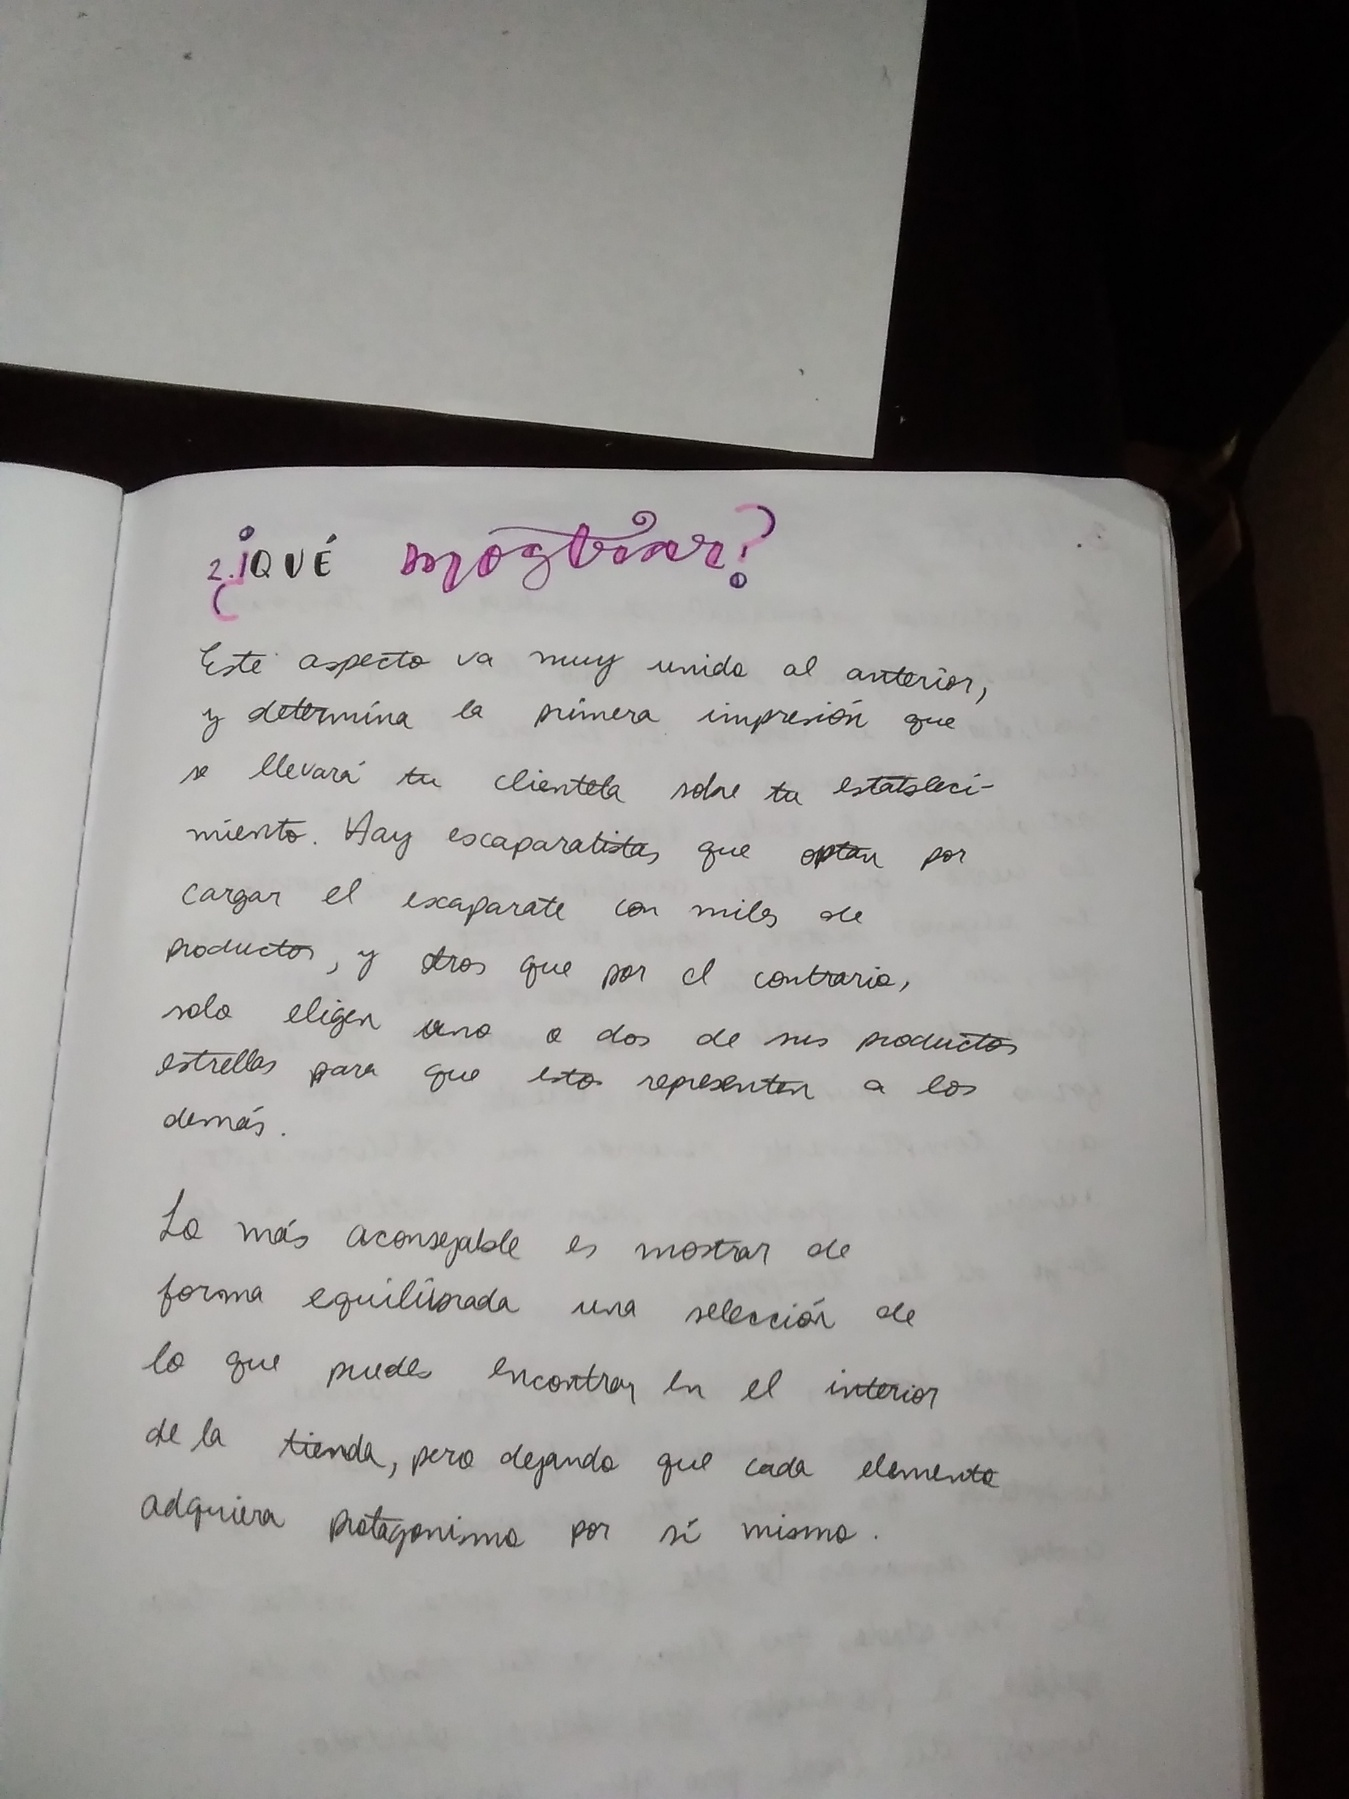 2. ¿QUÉ mostrar?
Este aspecto va muy unido al anterior,
y determina la primera impresión que
se llevará tu clientela sobre tu estableci-
miento. Hay escaparatistas que optan por
cargar el escaparate con miles de
productos, y otros que por el contrario,
solo eligen uno o dos de sus productos
estrellas para que estos representen a los
demás.
Lo más aconsejable es mostrar de
forma equilibrada una selección de
lo que puedes encontrar en el interior
de la tienda, pero dejando que cada elemento
adquiera protagonismo por sí mismo.